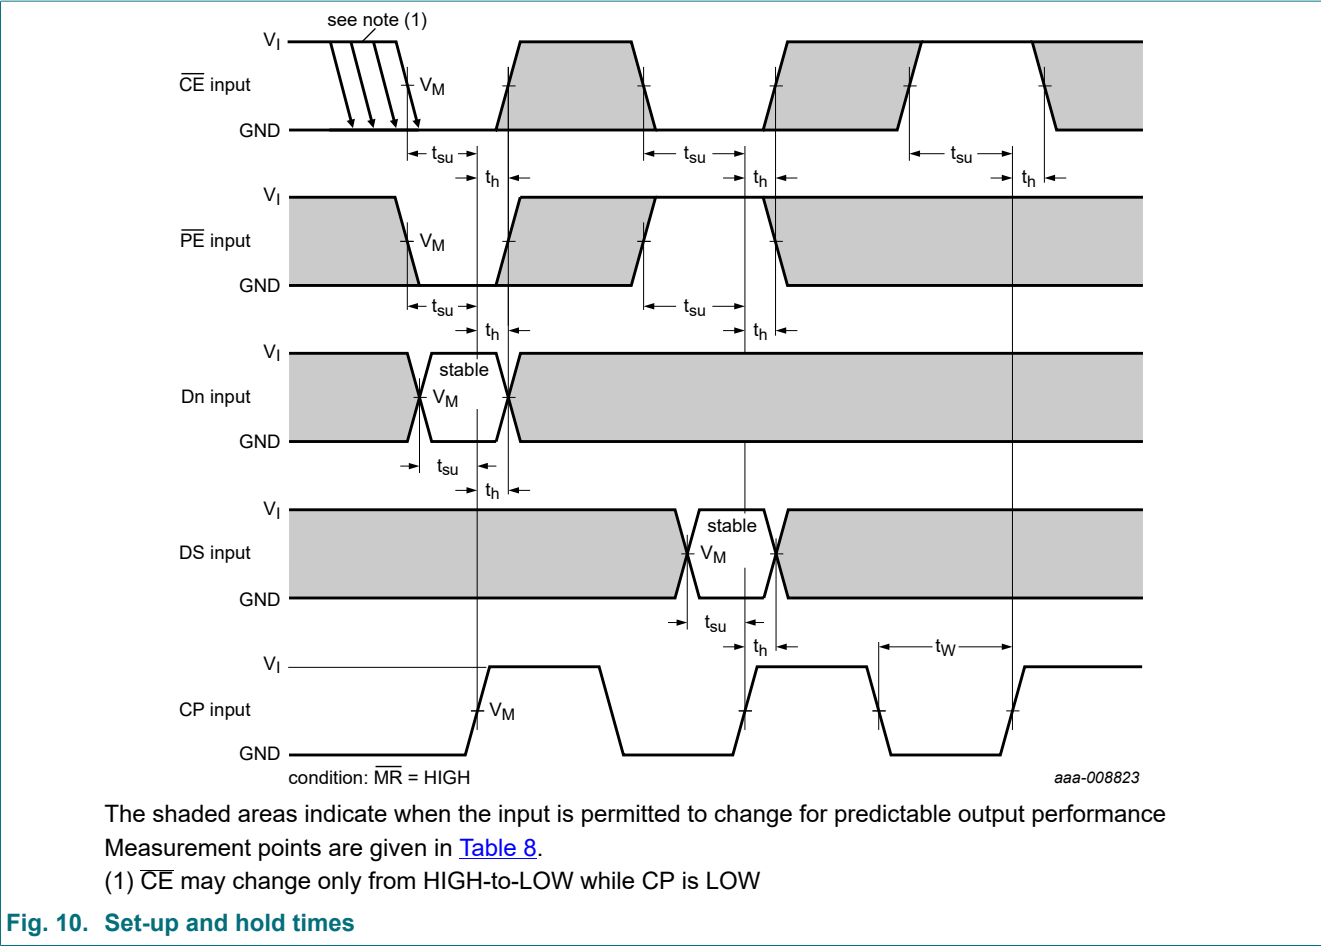 see note (1)
VI
CE input
VM
GND
tsu tsu tsu
th th th
VI
PE input
VM
GND
tsu tsu
th th
VI
stable
Dn input
VM
GND
tsu
th
VI
stable
DS input
VM
GND
tsu
th tW
VI
CP input
VM
GND
condition: MR = HIGH
aaa-008823
The shaded areas indicate when the input is permitted to change for predictable output performance
Measurement points are given in Table 8.
(1) CE may change only from HIGH-to-LOW while CP is LOW
Fig. 10. Set-up and hold times